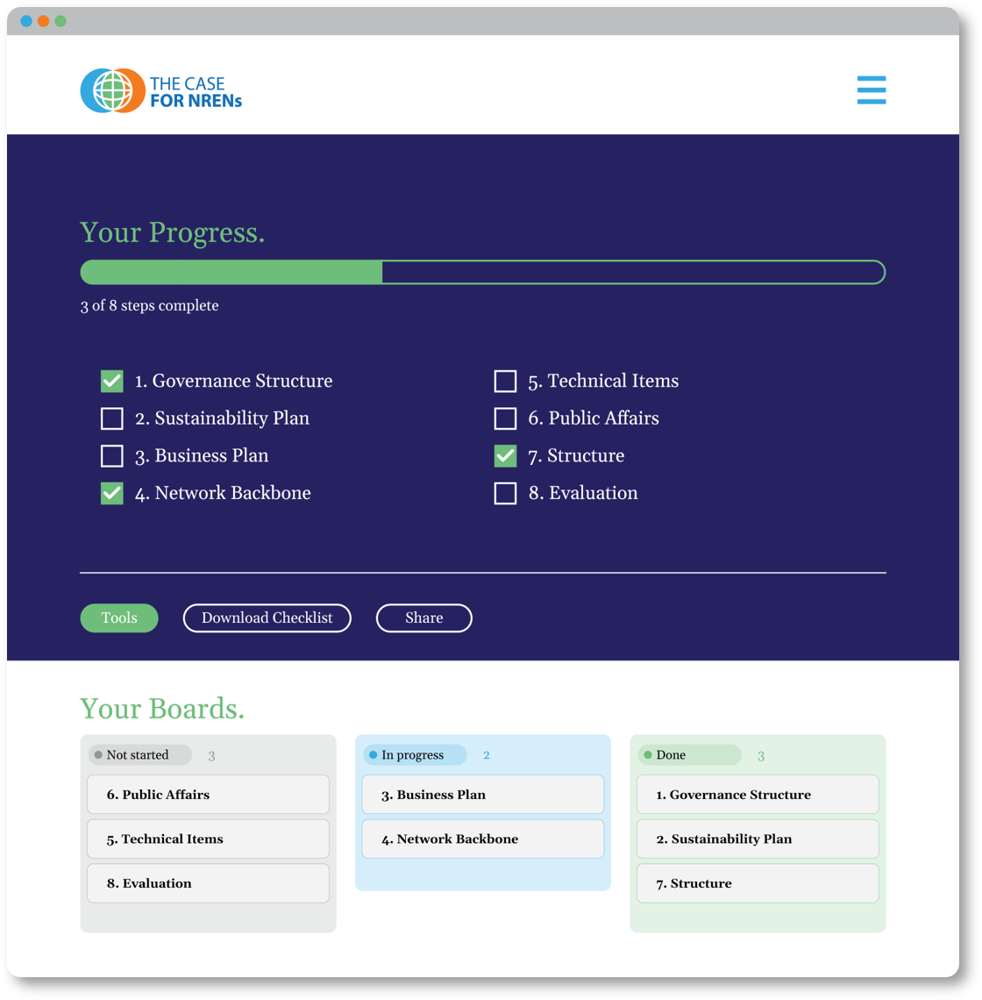 THE CASE
FOR NRENs
Your Progress.
3 of 8 steps complete
1. Governance Structure
2. Sustainability Plan
3. Business Plan
4. Network Backbone
5. Technical Items
6. Public Affairs
7. Structure
8. Evaluation
Tools
Download Checklist
Share
Your Boards.
Not started 3
6. Public Affairs
5. Technical Items
8. Evaluation
In progress 2
3. Business Plan
4. Network Backbone
Done 3
1. Governance Structure
2. Sustainability Plan
7. Structure